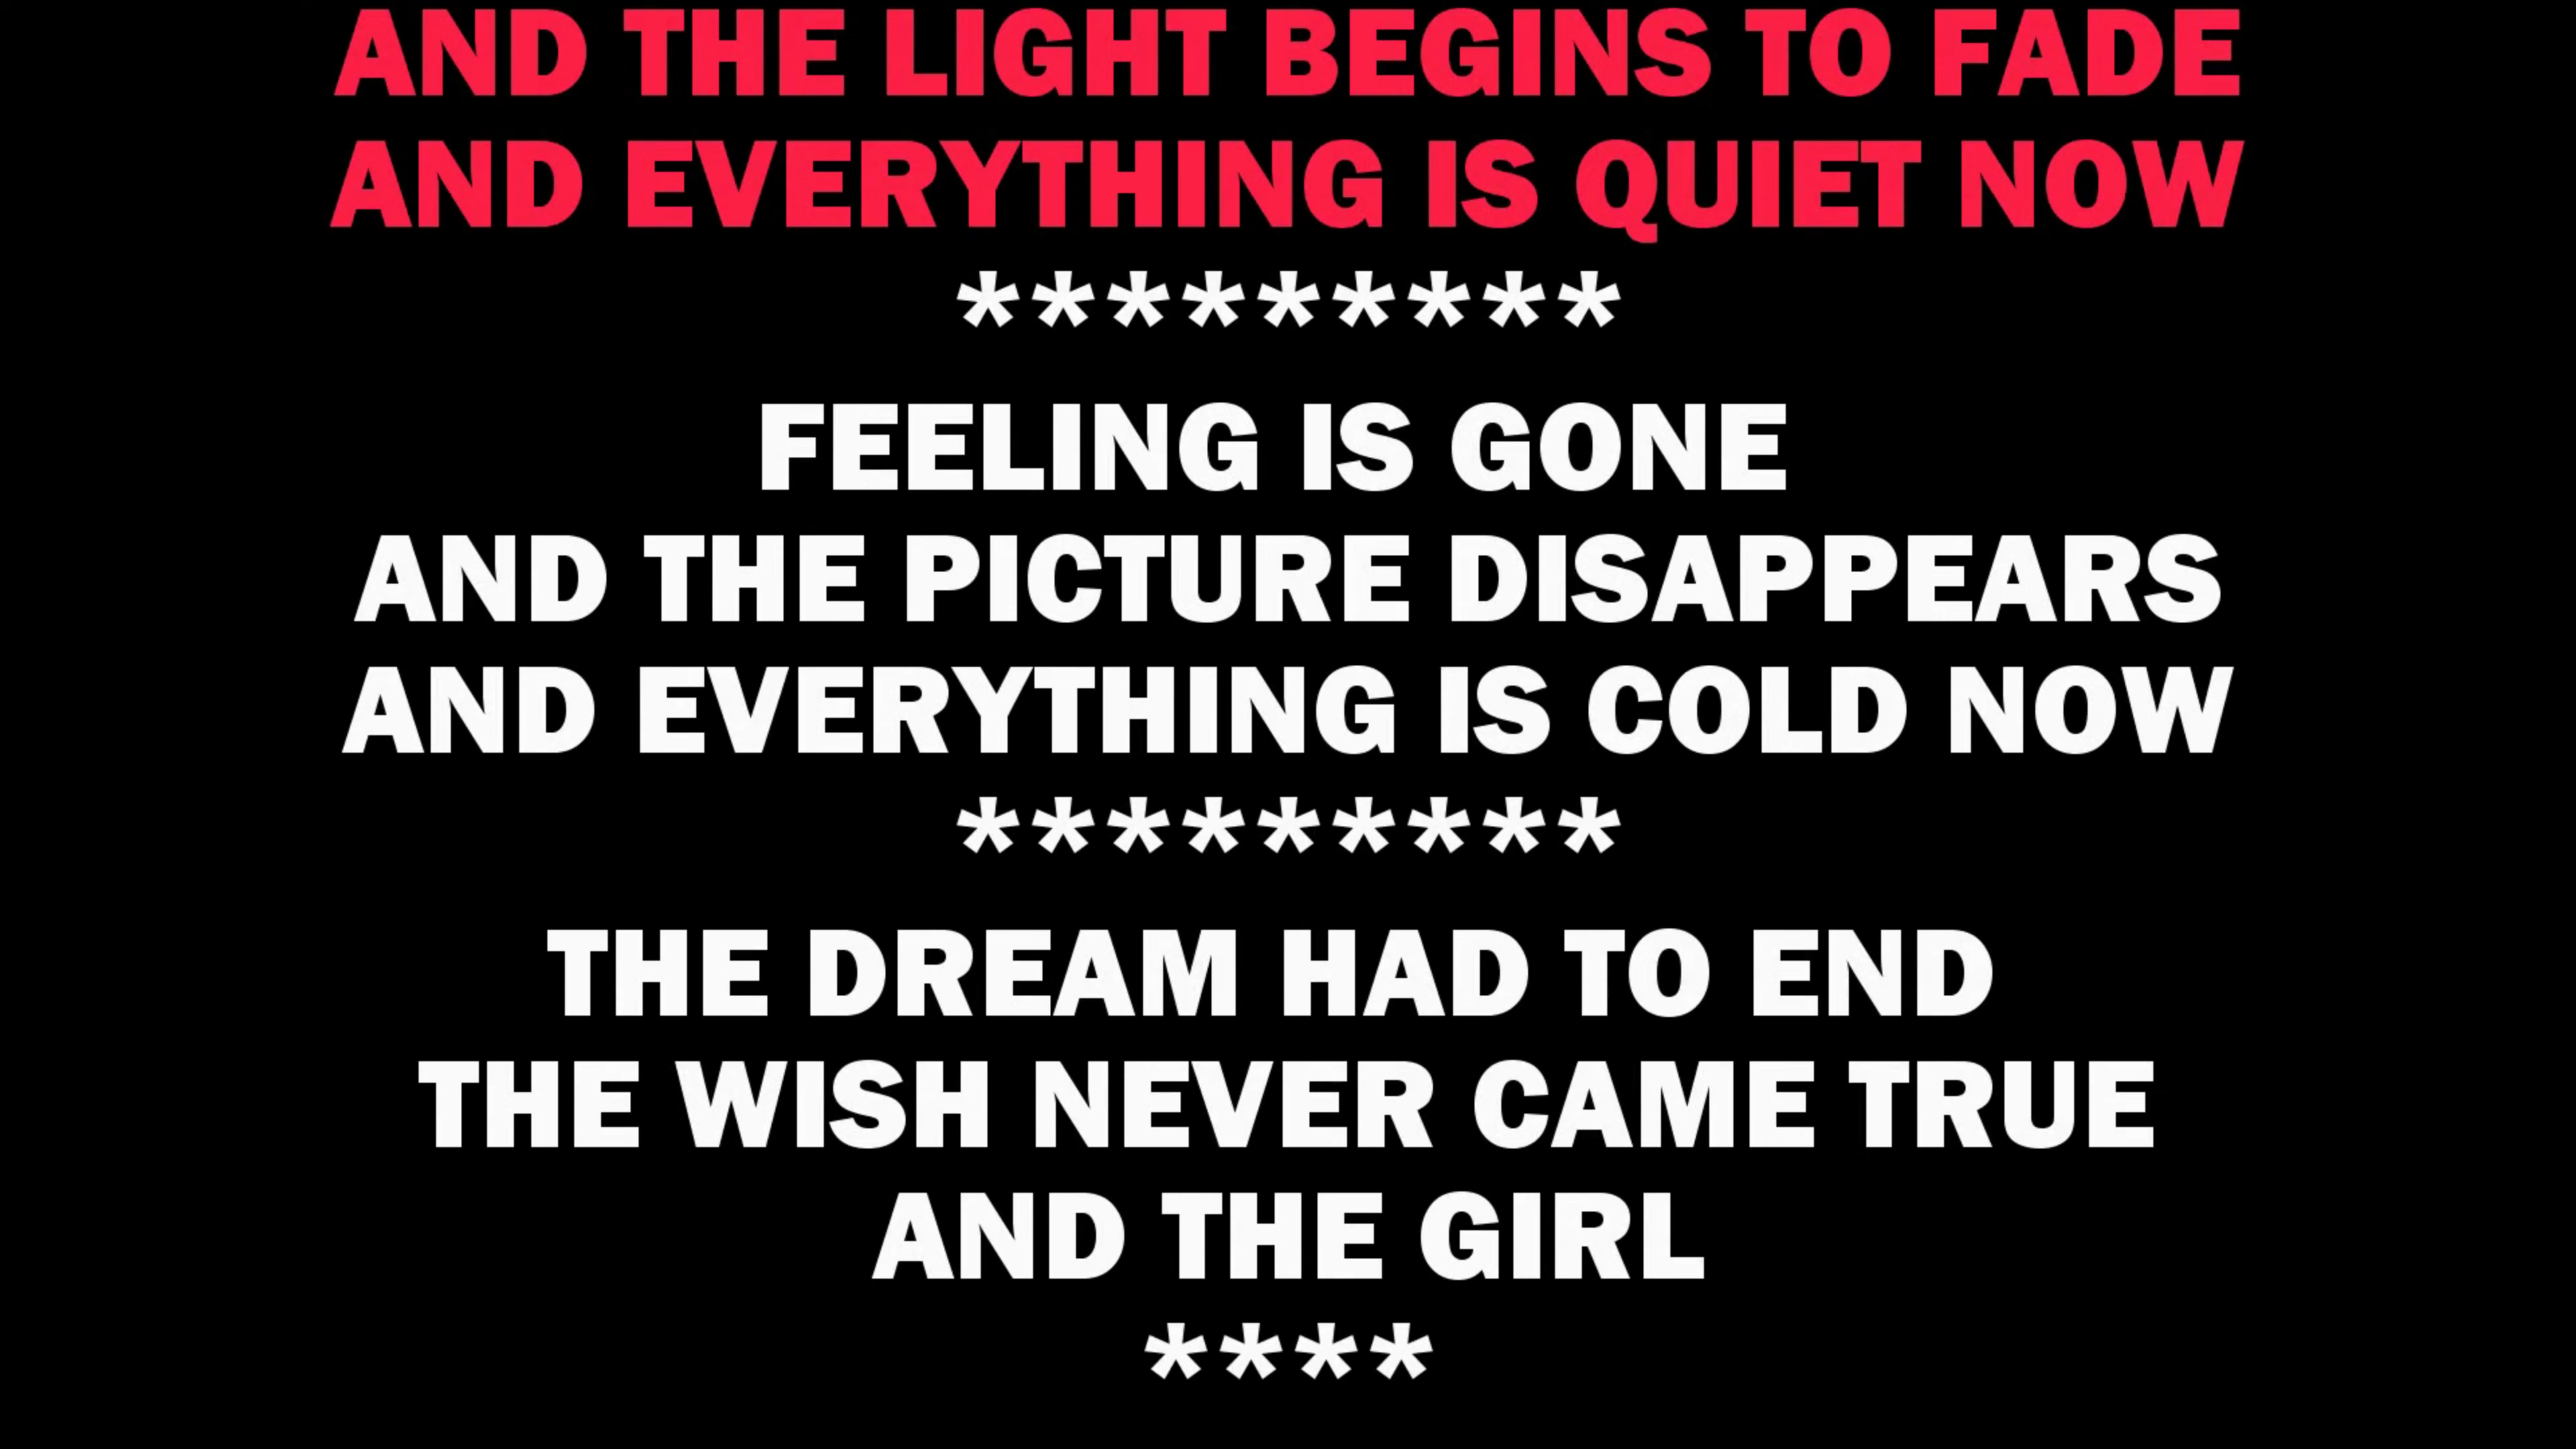 AND THE LIGHT BEGINS TO FADE
AND EVERYTHING IS QUIET NOW
*********
FEELING IS GONE
AND THE PICTURE DISAPPEARS
AND EVERYTHING IS COLD NOW
*********
THE DREAM HAD TO END
THE WISH NEVER CAME TRUE
AND THE GIRL
****